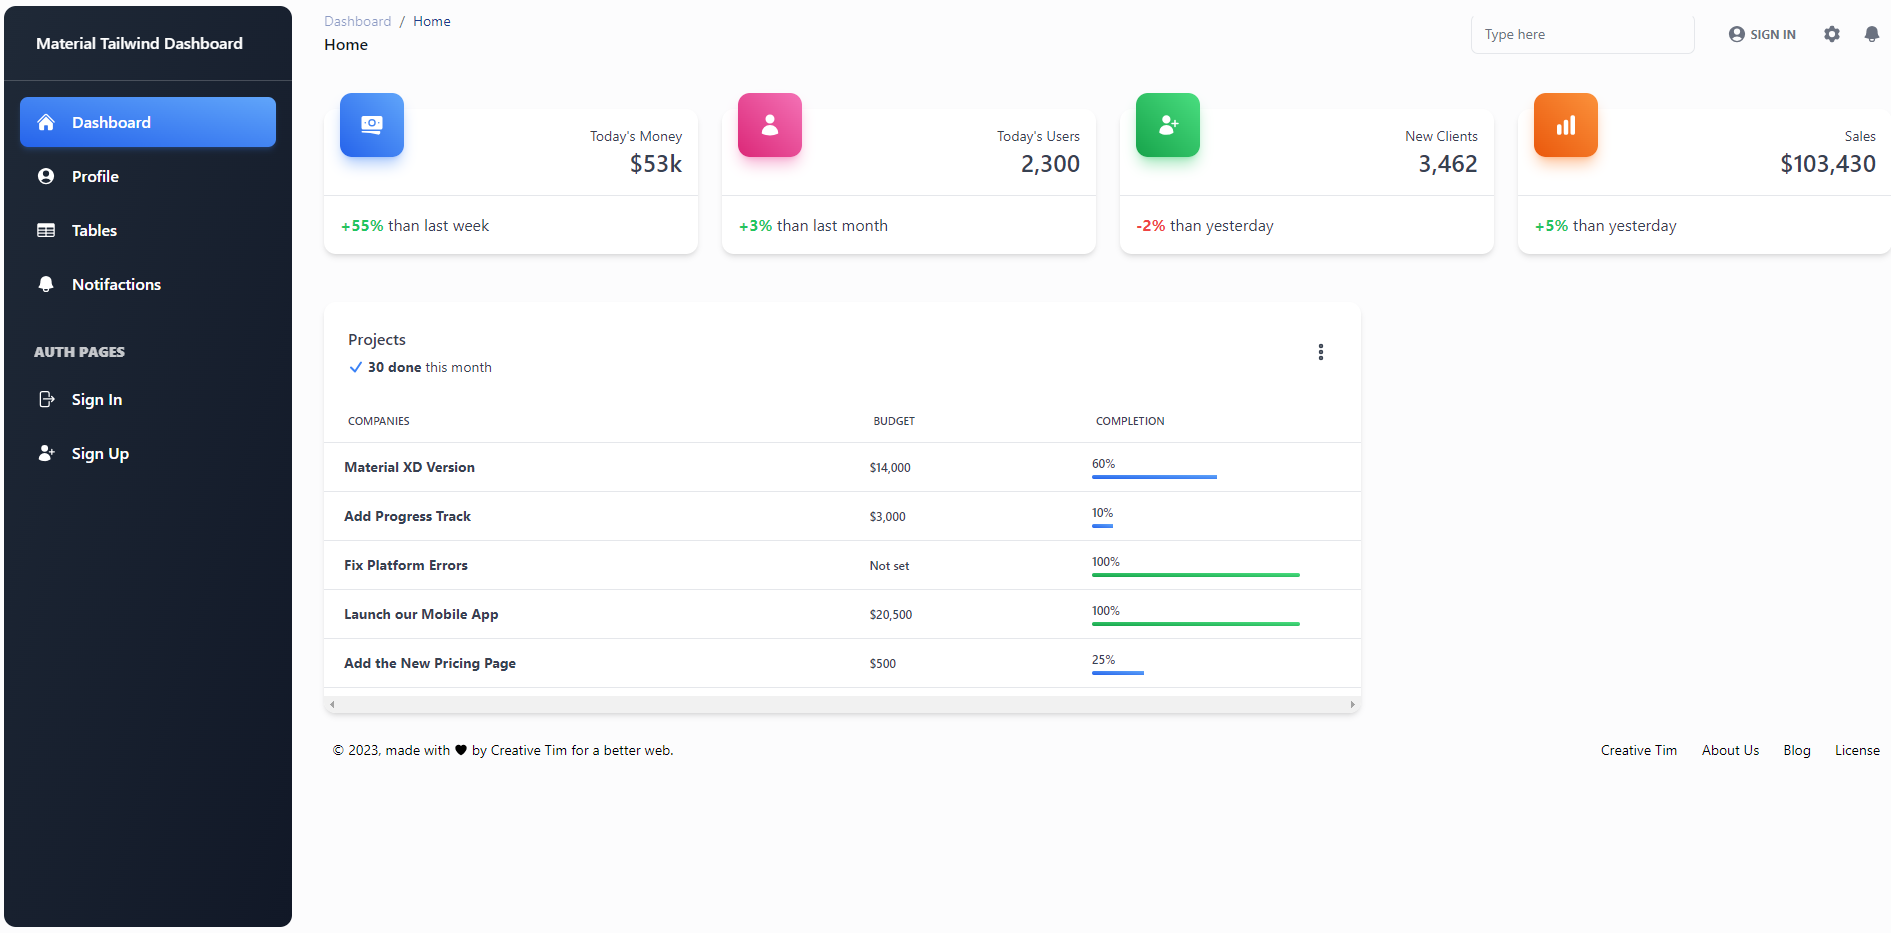 Material Tailwind Dashboard
Dashboard
Profile
Tables
Notifactions
AUTH PAGES
Sign In
Sign Up
Dashboard / Home
Home
Type here
SIGN IN
Today's Money
$53k
+55% than last week
Today's Users
2,300
+3% than last month
New Clients
3,462
-2% than yesterday
Sales
$103,430
+5% than yesterday
Projects
30 done this month
COMPANIES BUDGET COMPLETION
Material XD Version $14,000 60%
Add Progress Track $3,000 10%
Fix Platform Errors Not set 100%
Launch our Mobile App $20,500 100%
Add the New Pricing Page $500 25%
© 2023, made with ♥ by Creative Tim for a better web.
Creative Tim About Us Blog License